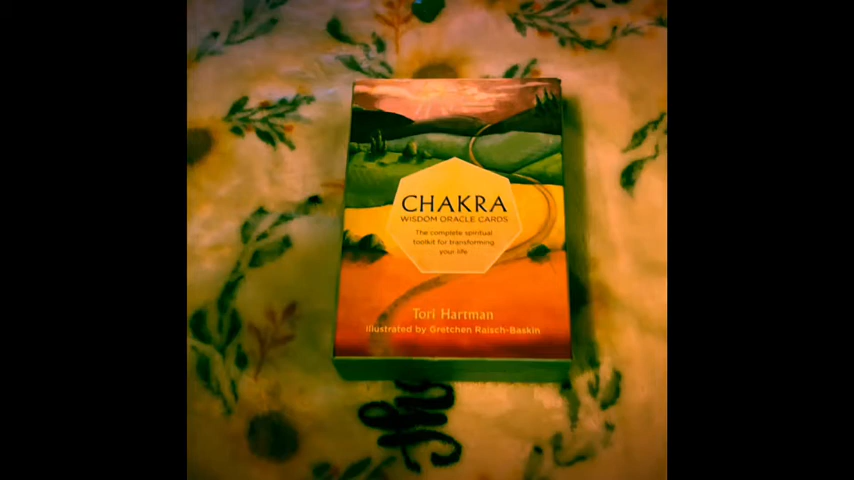 CHAKRA
WISDOM ORACLE CARDS
The complete spiritual
toolkit for transforming
your life
Tori Hartman
Illustrated by Gretchen Raisch-Baskin